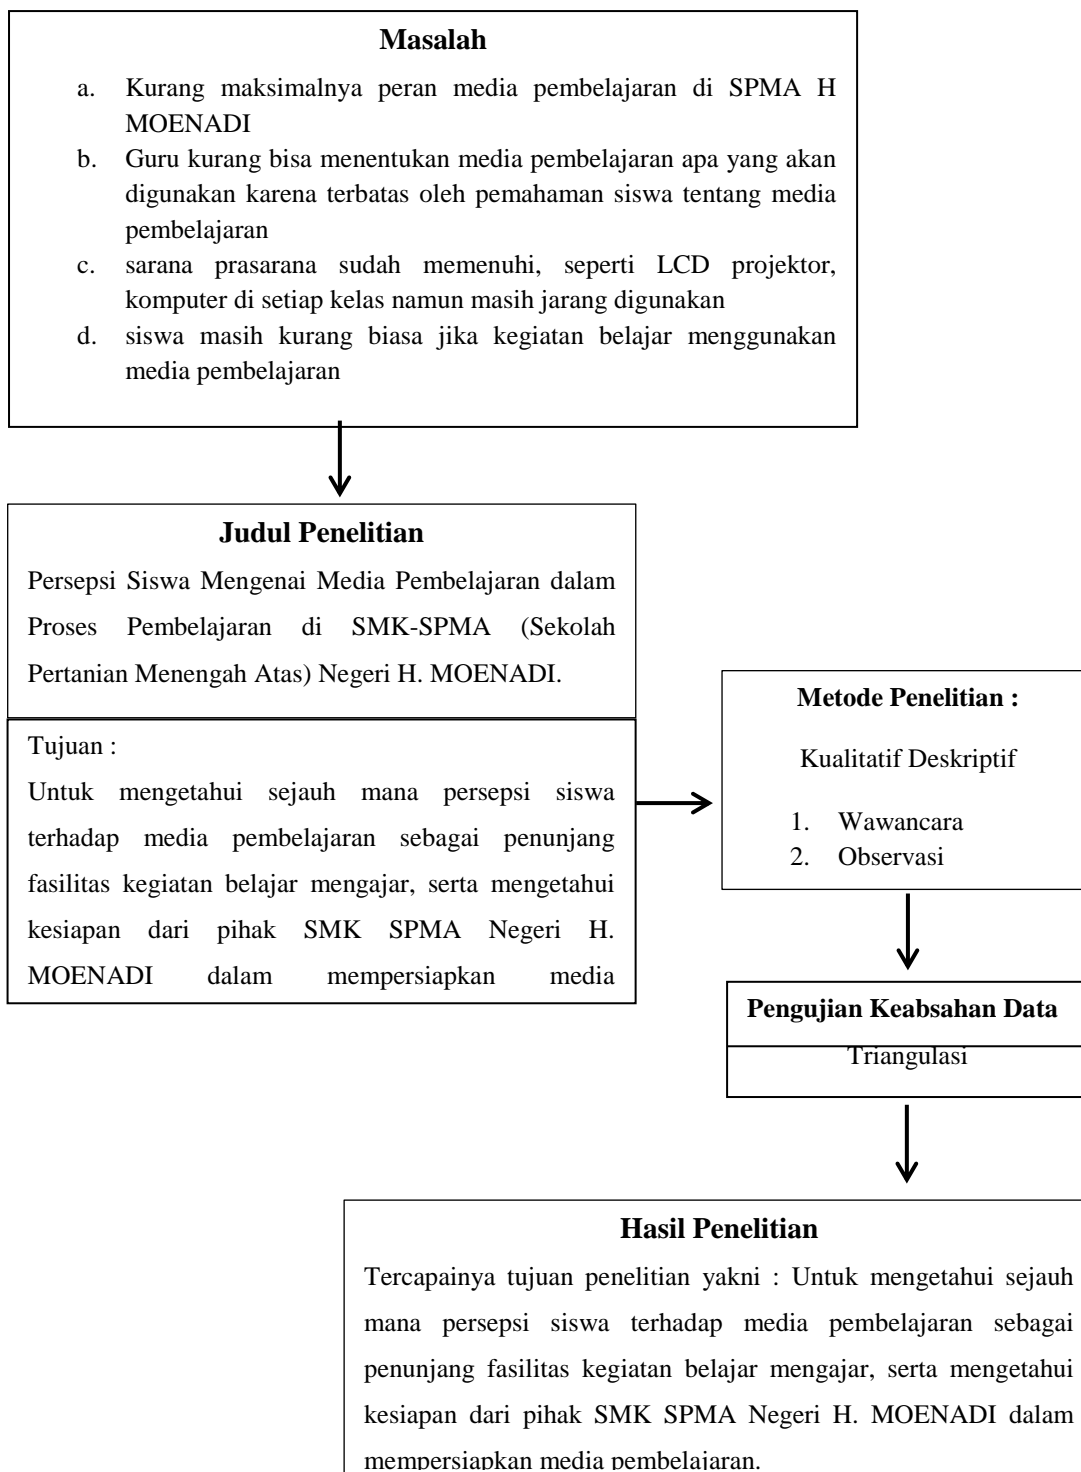 Masalah
a. Kurang maksimalnya peran media pembelajaran di SPMA H
MOENADI
b. Guru kurang bisa menentukan media pembelajaran apa yang akan
digunakan karena terbatas oleh pemahaman siswa tentang media
pembelajaran
c. sarana prasarana sudah memenuhi, seperti LCD projektor,
komputer di setiap kelas namun masih jarang digunakan
d. siswa masih kurang biasa jika kegiatan belajar menggunakan
media pembelajaran
Judul Penelitian
Persepsi Siswa Mengenai Media Pembelajaran dalam
Proses Pembelajaran di SMK-SPMA (Sekolah
Pertanian Menengah Atas) Negeri H. MOENADI.
Tujuan :
Untuk mengetahui sejauh mana persepsi siswa
terhadap media pembelajaran sebagai penunjang
fasilitas kegiatan belajar mengajar, serta mengetahui
kesiapan dari pihak SMK SPMA Negeri H.
MOENADI dalam mempersiapkan media
Metode Penelitian :
Kualitatif Deskriptif
1. Wawancara
2. Observasi
Pengujian Keabsahan Data
Triangulasi
Hasil Penelitian
Tercapainya tujuan penelitian yakni : Untuk mengetahui sejauh
mana persepsi siswa terhadap media pembelajaran sebagai
penunjang fasilitas kegiatan belajar mengajar, serta mengetahui
kesiapan dari pihak SMK SPMA Negeri H. MOENADI dalam
mempersiapkan media pembelajaran.